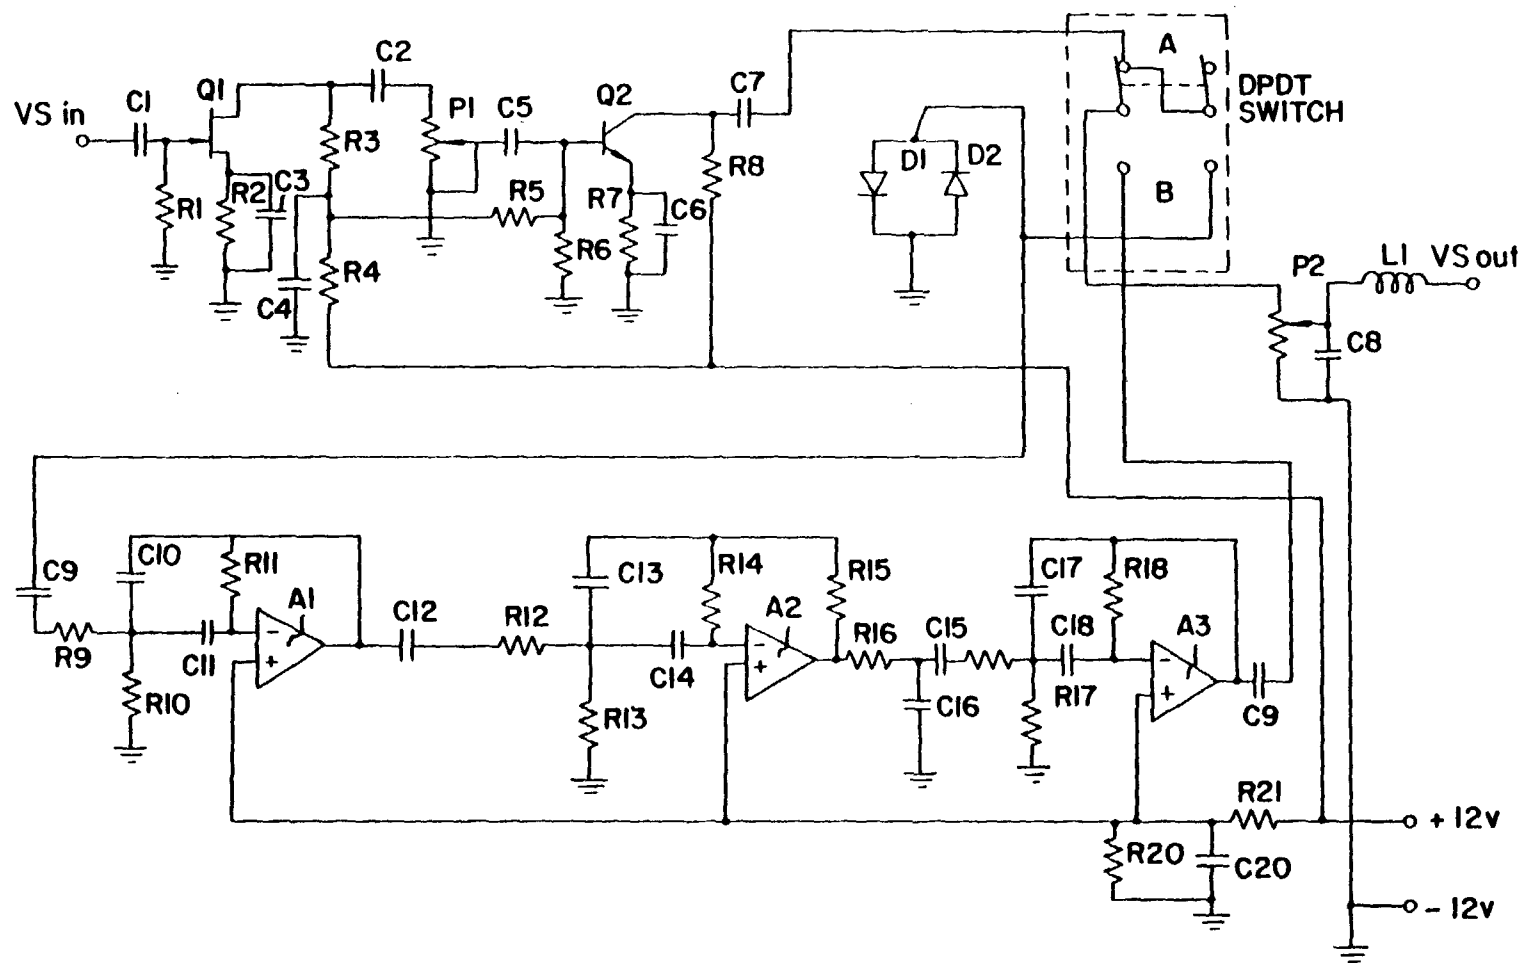 VS in
C1
Q1
R1
R2
C3
C4
R3
R4
C2
P1
C5
R5
R6
Q2
R7
C6
R8
C7
D1
D2
A
B
DPDT
SWITCH
P2
L1
VS out
C8
C9
R9
C10
R10
C11
R11
A1
-
+
C12
R12
C13
R13
C14
R14
A2
-
+
R15
R16
C15
C16
C17
C18
R17
R18
A3
-
+
C9
R21
R20
C20
+ 12v
- 12v